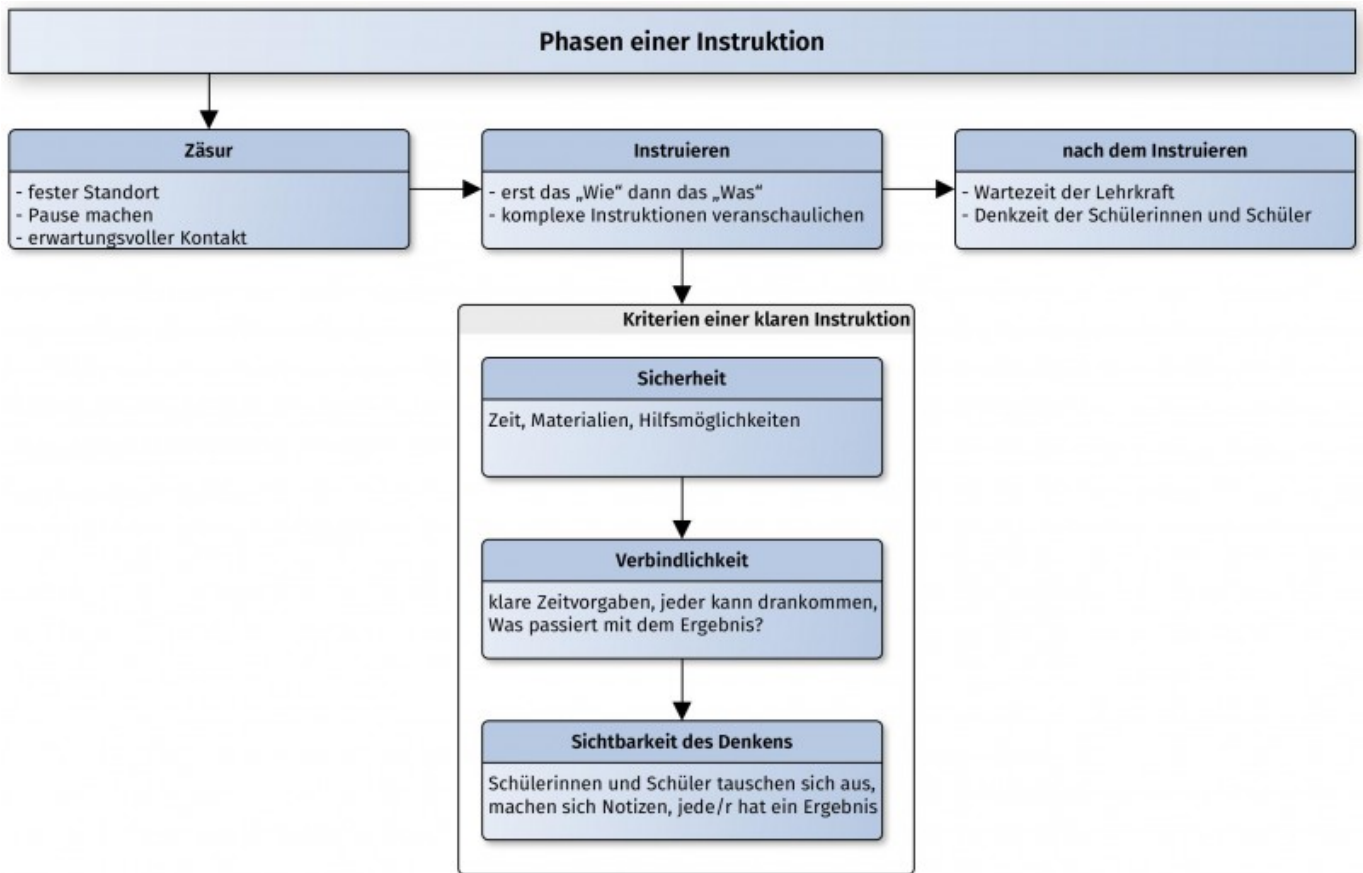 Phasen einer Instruktion
Zäsur
- fester Standort
- Pause machen
- erwartungsvoller Kontakt
Instruieren
- erst das „Wie“ dann das „Was“
- komplexe Instruktionen veranschaulichen
nach dem Instruieren
- Wartezeit der Lehrkraft
- Denkzeit der Schülerinnen und Schüler
Kriterien einer klaren Instruktion
Sicherheit
Zeit, Materialien, Hilfsmöglichkeiten
Verbindlichkeit
klare Zeitvorgaben, jeder kann drankommen,
Was passiert mit dem Ergebnis?
Sichtbarkeit des Denkens
Schülerinnen und Schüler tauschen sich aus,
machen sich Notizen, jede/r hat ein Ergebnis